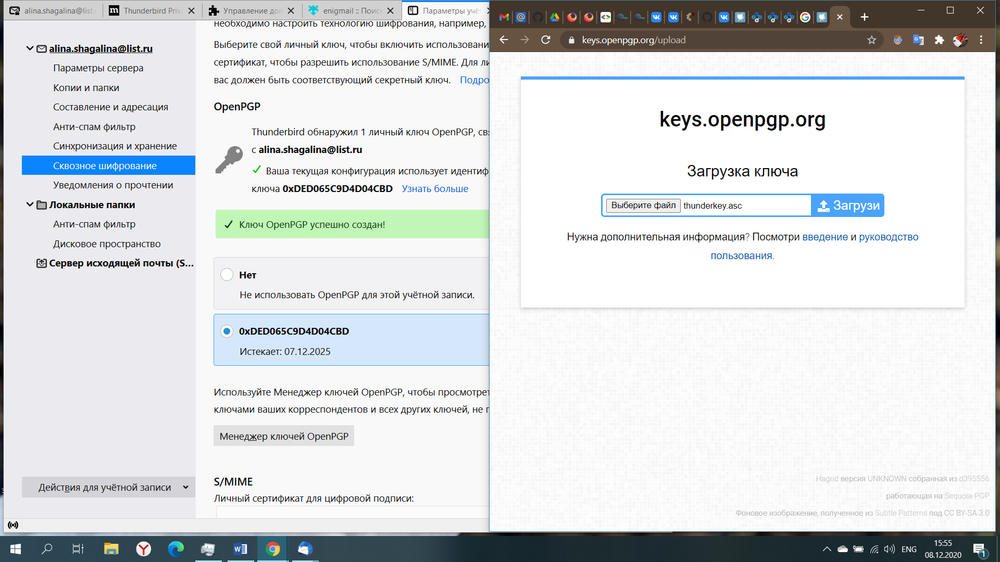 alina.shagalina@list.
Thunderbird Priv
Управление доп
enigmail :: Поиск
Параметры учёт
alina.shagalina@list.ru
Параметры сервера
Копии и папки
Составление и адресация
Анти-спам фильтр
Синхронизация и хранение
Сквозное шифрование
Уведомления о прочтении
Локальные папки
Анти-спам фильтр
Дисковое пространство
Сервер исходящей почты (S...
Действия для учётной записи
необходимо настроить технологию шифрования, например,
Выберите свой личный ключ, чтобы включить использовани
сертификат, чтобы разрешить использование S/MIME. Для ли
вас должен быть соответствующий секретный ключ. Подро
OpenPGP
Thunderbird обнаружил 1 личный ключ OpenPGP, свя
с alina.shagalina@list.ru
Ваша текущая конфигурация использует идентиф
ключа 0xDED065C9D4D04CBD Узнать больше
Ключ OpenPGP успешно создан!
Нет
Не использовать OpenPGP для этой учётной записи.
0xDED065C9D4D04CBD
Истекает: 07.12.2025
Используйте Менеджер ключей OpenPGP, чтобы просмотрет
ключами ваших корреспондентов и всех других ключей, не п
Менеджер ключей OpenPGP
S/MIME
Личный сертификат для цифровой подписи:
keys.openpgp.org/upload
keys.openpgp.org
Загрузка ключа
Выберите файл thunderkey.asc Загрузи
Нужна дополнительная информация? Посмотри введение и руководство
пользования.
Hagrid версия UNKNOWN собранная из d395556
работающая на Sequoia-PGP
Фоновое изображение, полученное из Subtle Patterns под CC BY-SA 3.0
ENG
15:55
08.12.2020
1